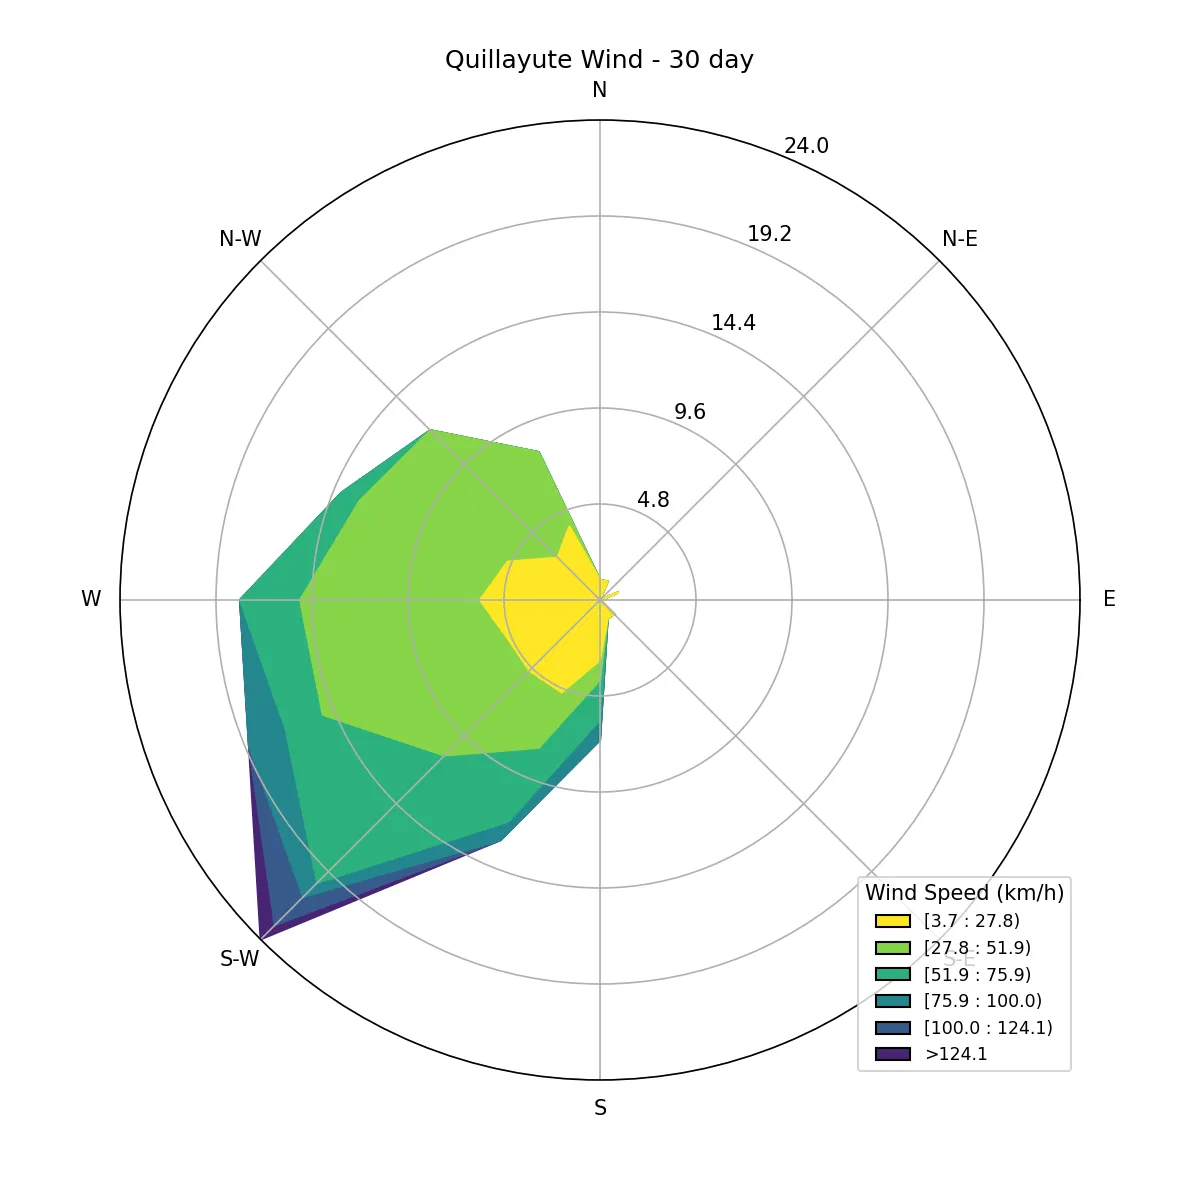 Quillayute Wind - 30 day
N
24.0
N-W
19.2
N-E
14.4
9.6
4.8
W
E
S-W
S-E
Wind Speed (km/h)
[3.7 : 27.8)
[27.8 : 51.9)
[51.9 : 75.9)
[75.9 : 100.0)
[100.0 : 124.1)
>124.1
S